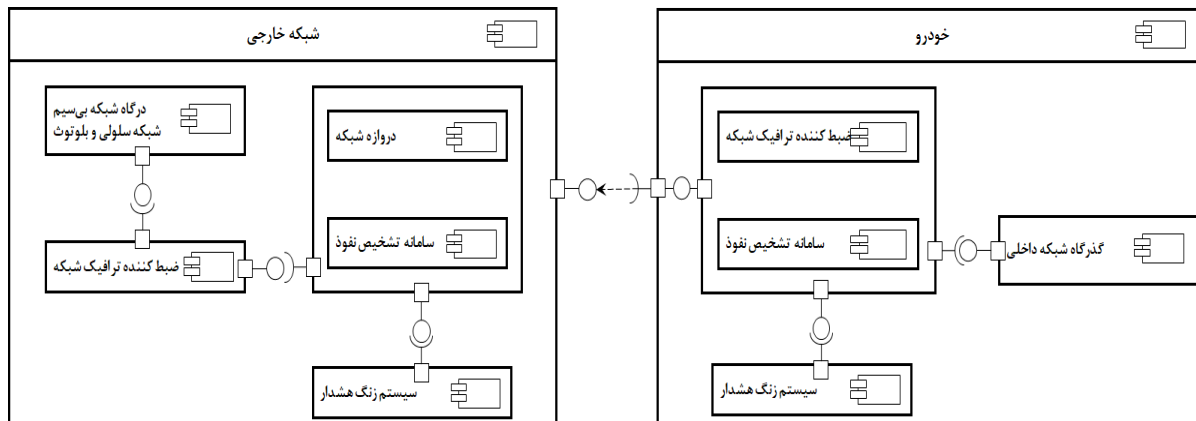 خودرو
ضبط کننده ترافیک شبکه
سامانه تشخیص نفوذ
گذرگاه شبکه داخلی
سیستم زنگ هشدار
شبکه خارجی
درگاه شبکه بی‌سیم
شبکه سلولی و بلوتوث
دروازه شبکه
سامانه تشخیص نفوذ
ضبط کننده ترافیک شبکه
سیستم زنگ هشدار